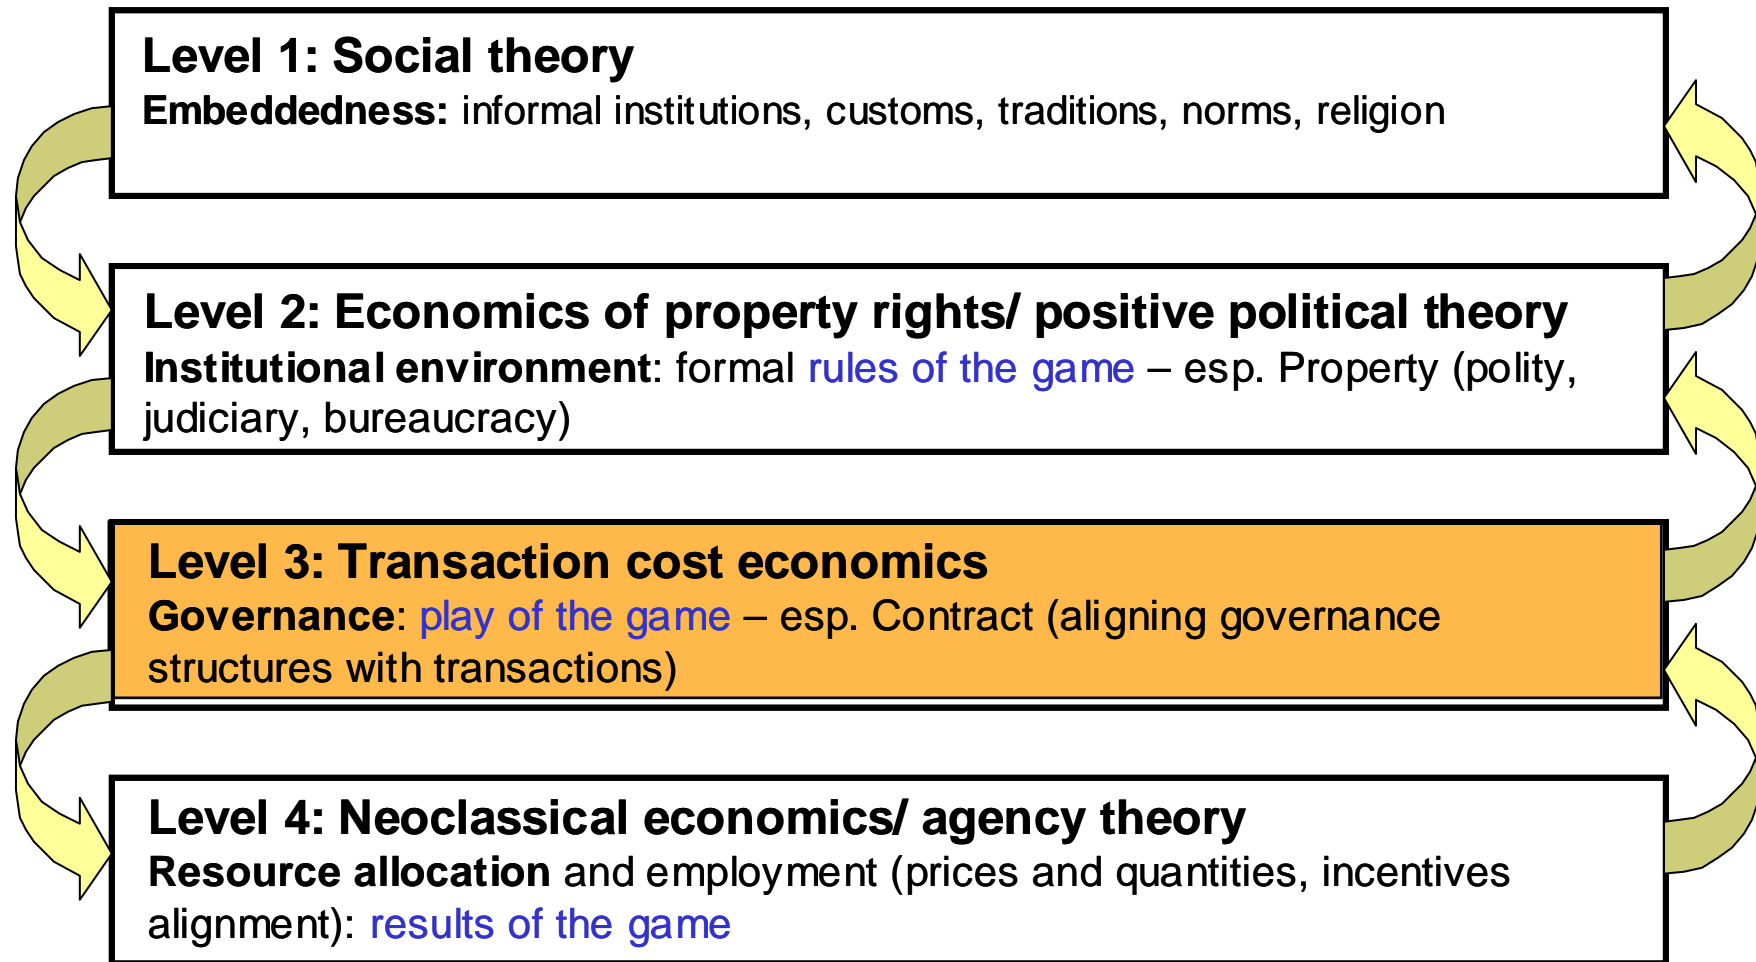 Level 1: Social theory
Embeddedness: informal institutions, customs, traditions, norms, religion
Level 2: Economics of property rights/ positive political theory
Institutional environment: formal rules of the game – esp. Property (polity,
judiciary, bureaucracy)
Level 3: Transaction cost economics
Governance: play of the game – esp. Contract (aligning governance
structures with transactions)
Level 4: Neoclassical economics/ agency theory
Resource allocation and employment (prices and quantities, incentives
alignment): results of the game